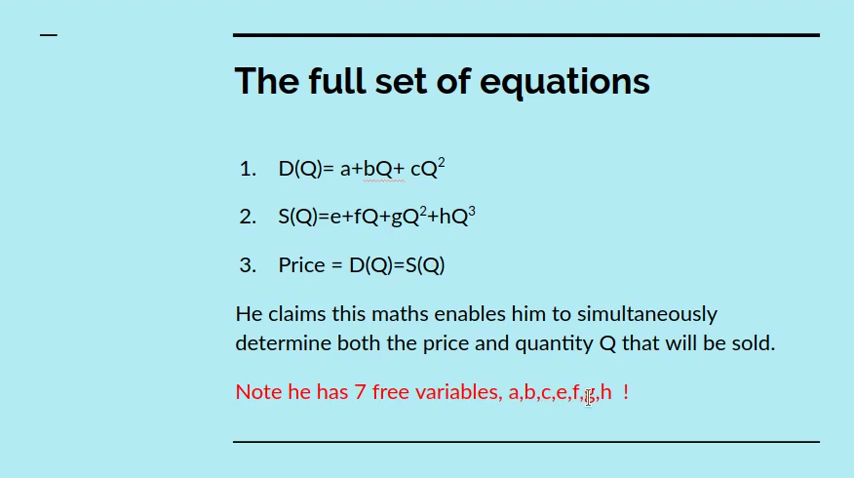 The full set of equations
1. D(Q)= a+bQ+ cQ²
2. S(Q)=e+fQ+gQ²+hQ³
3. Price = D(Q)=S(Q)
He claims this maths enables him to simultaneously
determine both the price and quantity Q that will be sold.
Note he has 7 free variables, a,b,c,e,f,g,h !